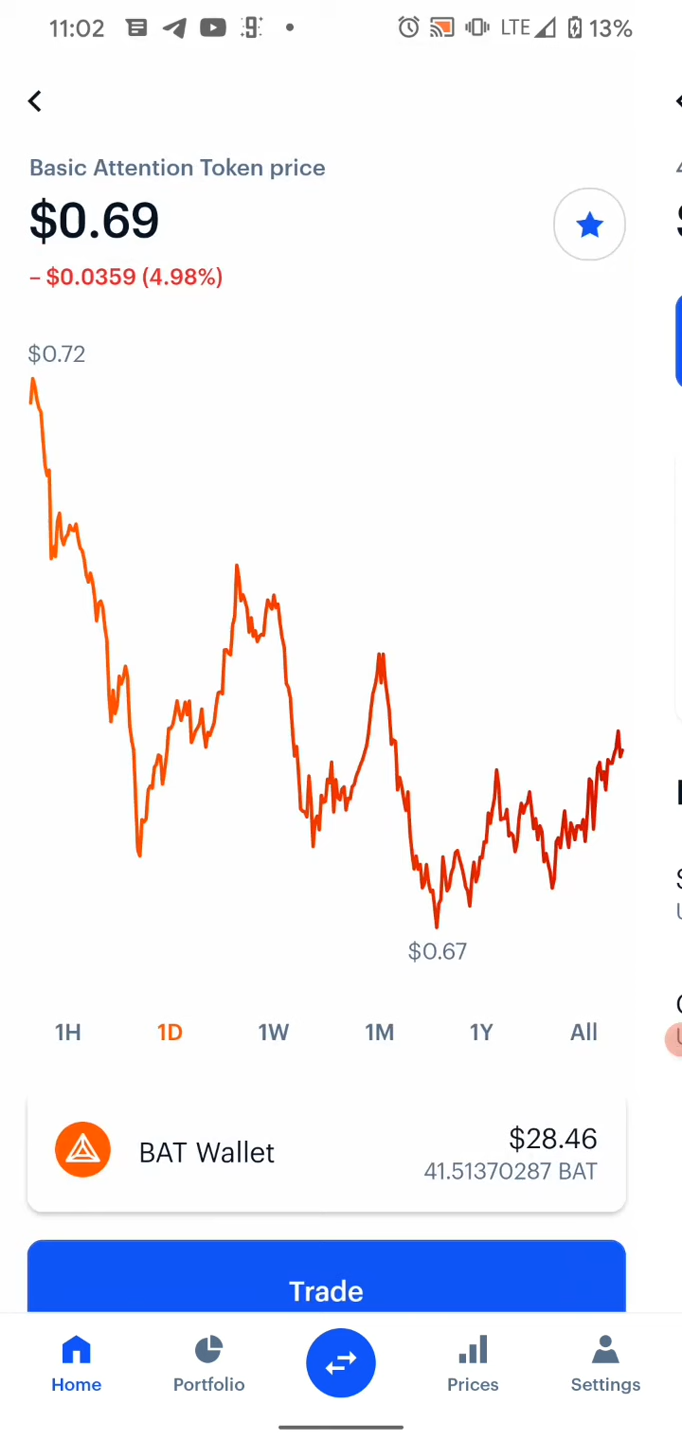 11:02
LTE 13%
Basic Attention Token price
$0.69
– $0.0359 (4.98%)
$0.72
$0.67
1H 1D 1W 1M 1Y All
BAT Wallet
$28.46
41.51370287 BAT
Trade
Home Portfolio Prices Settings